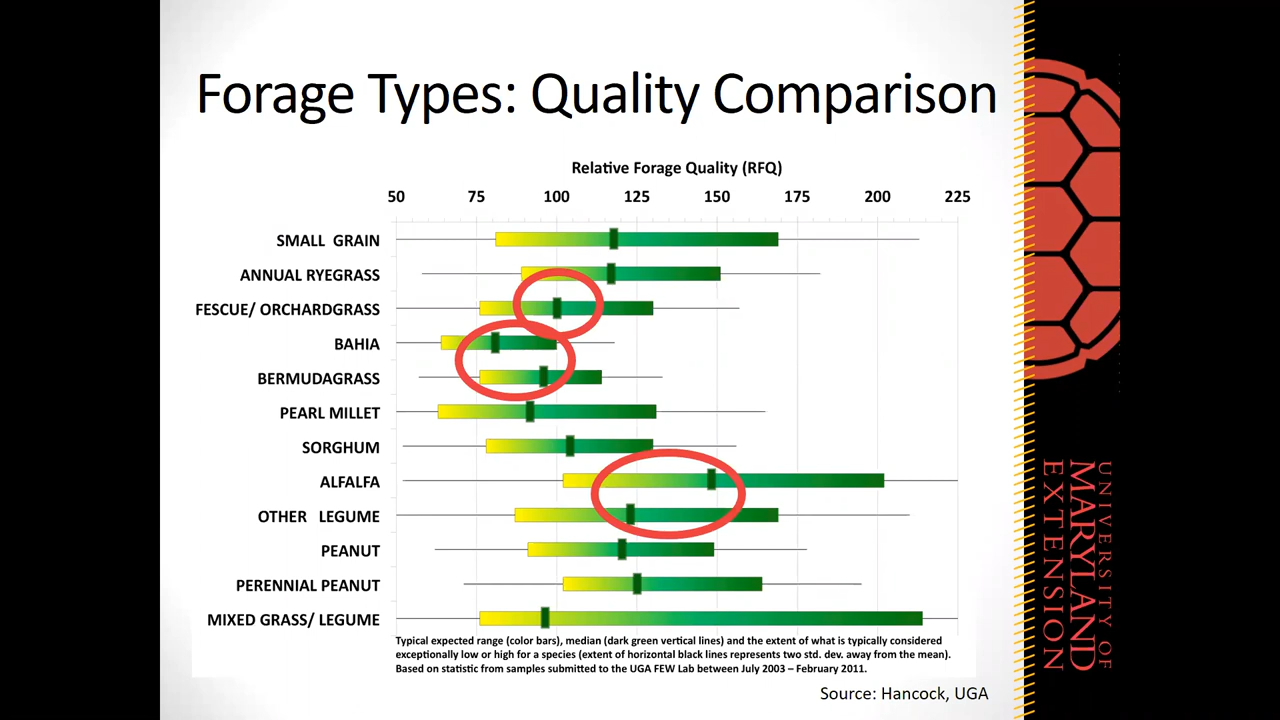 Forage Types: Quality Comparison
Relative Forage Quality (RFQ)
50 75 100 125 150 175 200 225
SMALL GRAIN
ANNUAL RYEGRASS
FESCUE/ ORCHARDGRASS
BAHIA
BERMUDAGRASS
PEARL MILLET
SORGHUM
ALFALFA
OTHER LEGUME
PEANUT
PERENNIAL PEANUT
MIXED GRASS/ LEGUME
Typical expected range (color bars), median (dark green vertical lines) and the extent of what is typically considered
exceptionally low or high for a species (extent of horizontal black lines represents two std. dev. away from the mean).
Based on statistic from samples submitted to the UGA FEW Lab between July 2003 – February 2011.
Source: Hancock, UGA
UNIVERSITY OF
MARYLAND
EXTENSION